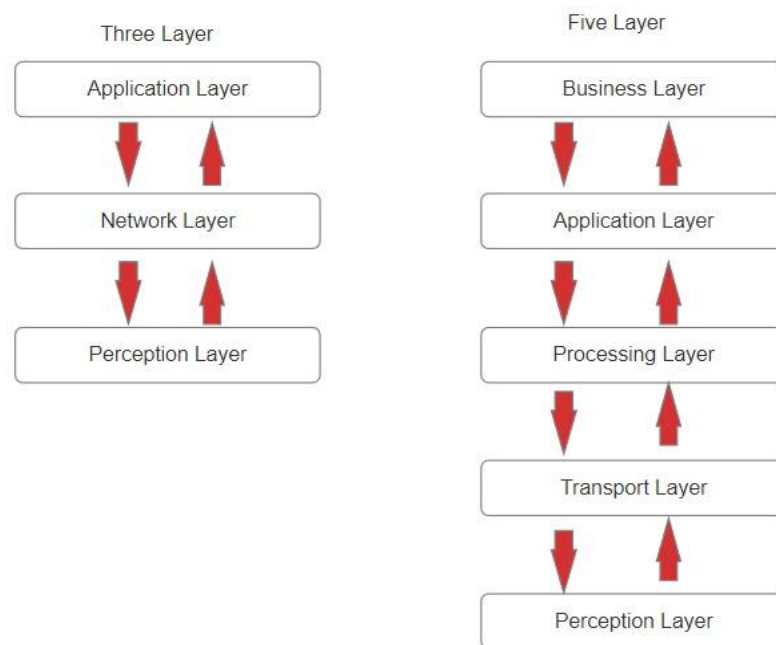 Three Layer
Application Layer
Network Layer
Perception Layer
Five Layer
Business Layer
Application Layer
Processing Layer
Transport Layer
Perception Layer